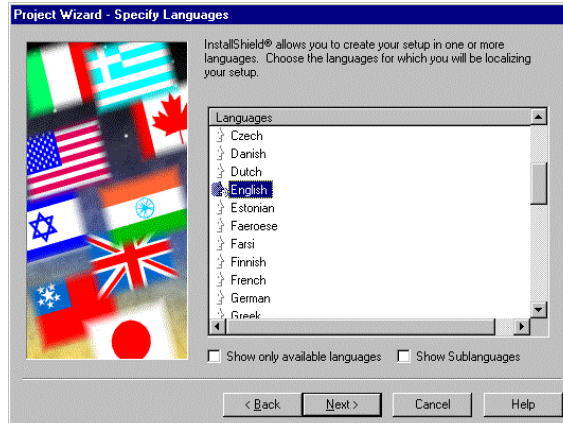 Project Wizard - Specify Languages
InstallShield® allows you to create your setup in one or more
languages. Choose the languages for which you will be localizing
your setup.
Languages
Czech
Danish
Dutch
English
Estonian
Faeroese
Farsi
Finnish
French
German
Greek
Show only available languages Show Sublanguages
< Back Next > Cancel Help